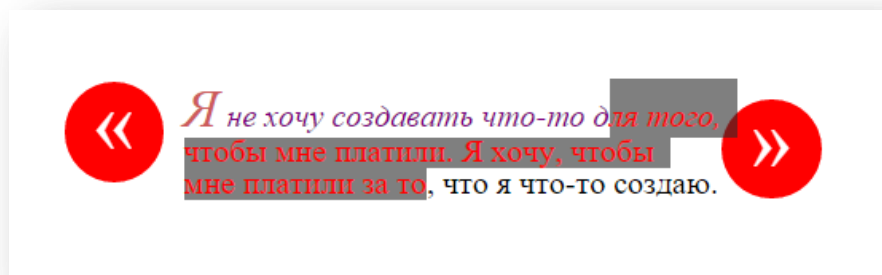 « Я не хочу создавать что-то для того, »
чтобы мне платили. Я хочу, чтобы
мне платили за то, что я что-то создаю.